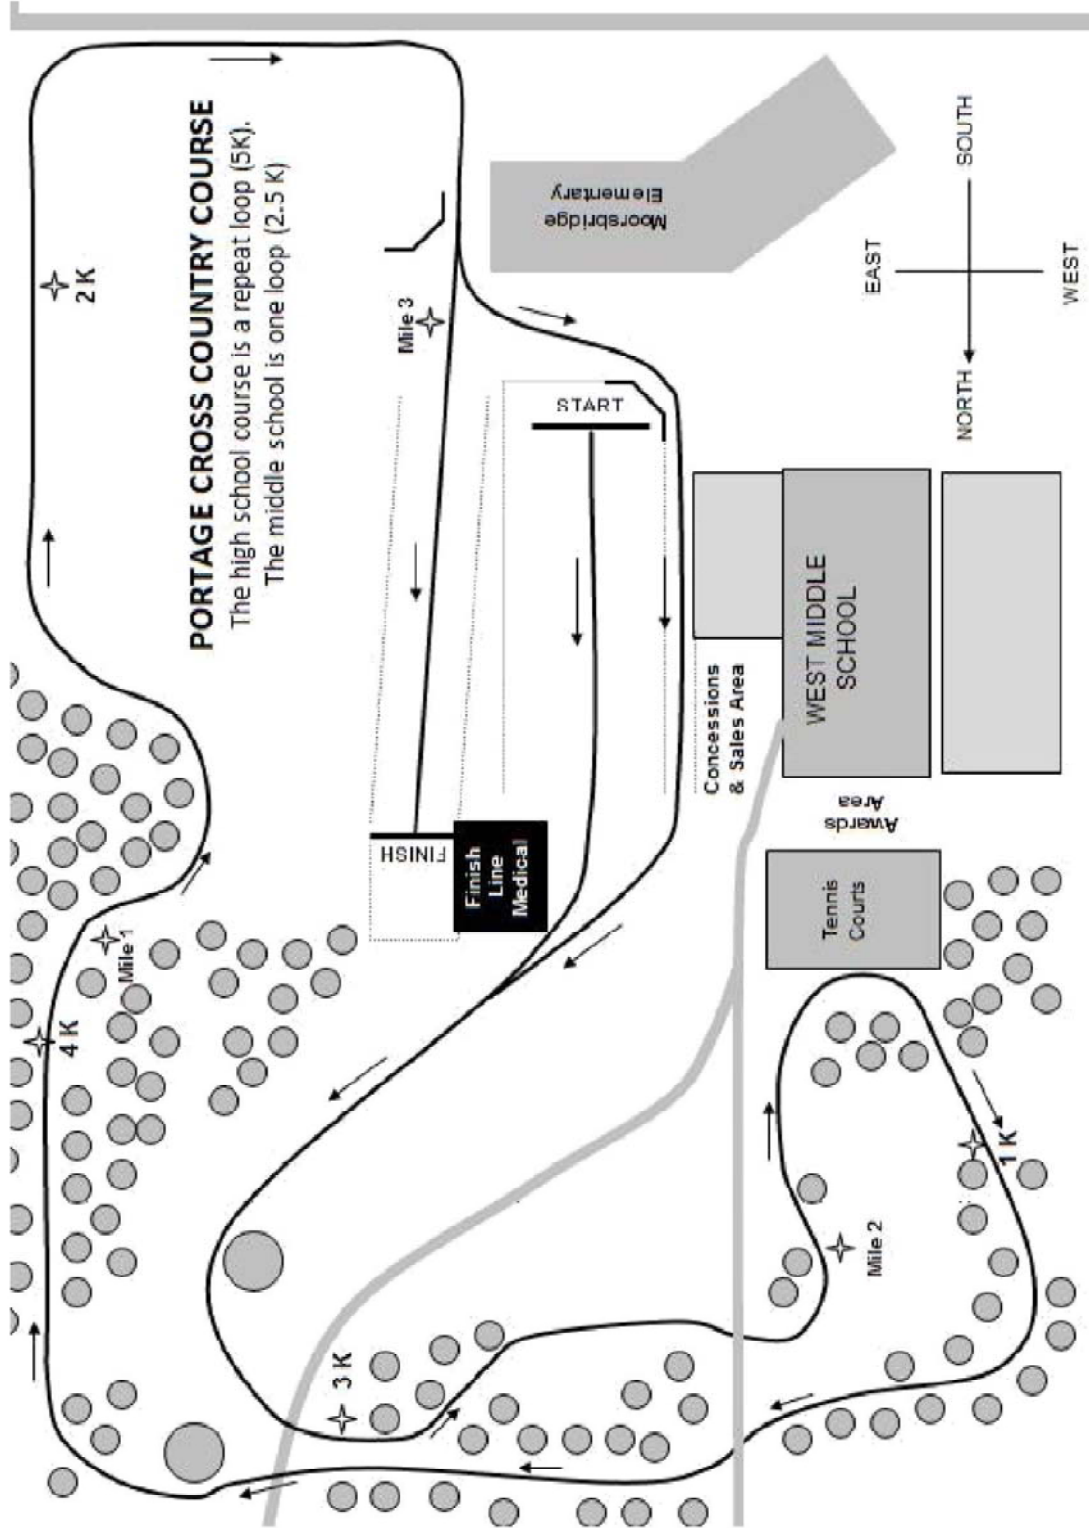 PORTAGE CROSS COUNTRY COURSE
The high school course is a repeat loop (5K).
The middle school is one loop (2.5 K)
2 K
Mile 3
Moorsbridge
Elementary
SOUTH
EAST
WEST
NORTH
START
FINISH
Finish
Line
Medical
Concessions
& Sales Area
WEST MIDDLE
SCHOOL
Awards
Area
Tennis
Courts
Mile 1
4 K
1 K
Mile 2
3 K